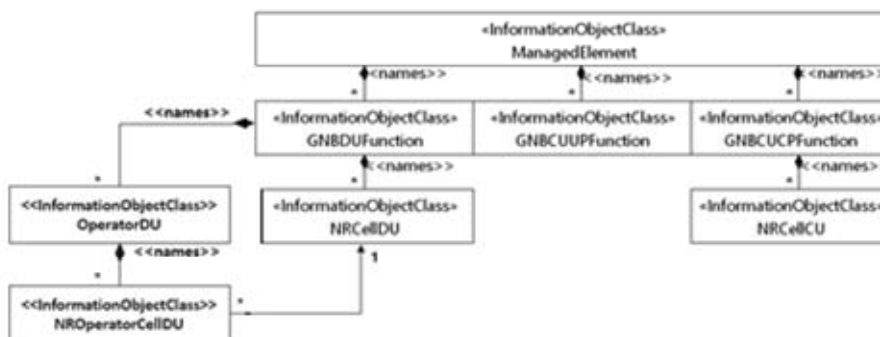 «InformationObjectClass»
ManagedElement
<<names>>
<<names>>
<<names>>
*
*
*
<<names>>
«InformationObjectClass»
GNBDUFunction
«InformationObjectClass»
GNBCUUPFunction
«InformationObjectClass»
GNBCUCPFunction
<<names>>
<<names>>
*
*
*
<<InformationObjectClass>>
OperatorDU
«InformationObjectClass»
NRCellDU
«InformationObjectClass»
NRCellCU
<<names>>
1
*
<<InformationObjectClass>>
NROperatorCellDU
*